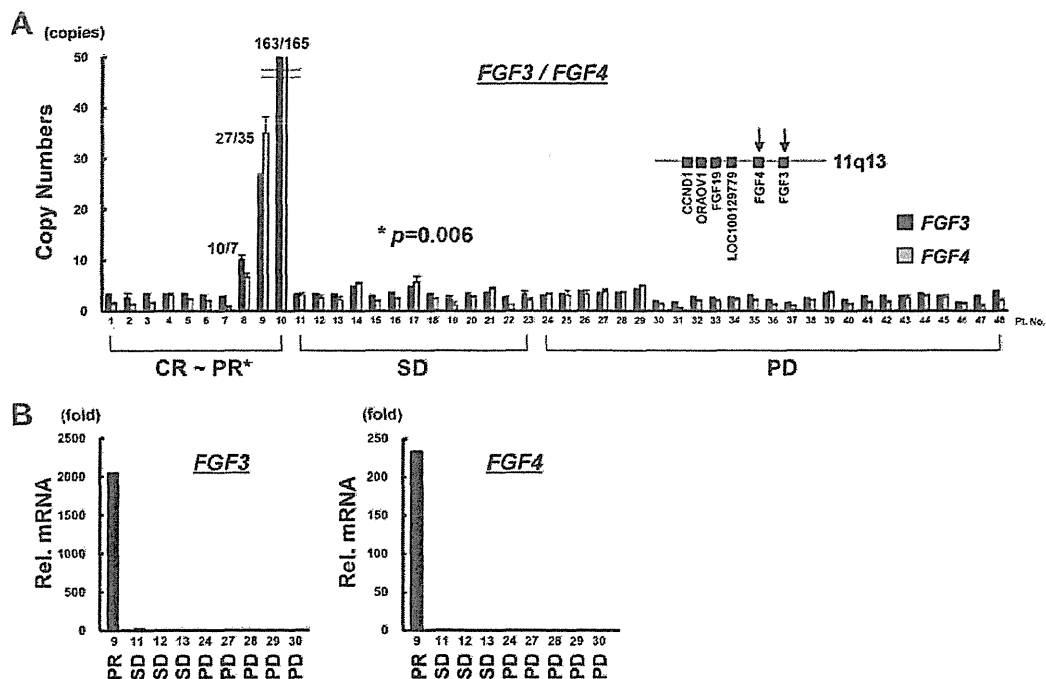 A
(copies)
163/165
50
40
30
20
10
0
Copy Numbers
FGF3 / FGF4
27/35
10/7
* p=0.006
11q13
CCND1
ORAOV1
FGF19
LOC100129779
FGF4
FGF3
FGF3
FGF4
1 2 3 4 5 6 7 8 9 10 11 12 13 14 15 16 17 18 19 20 21 22 23 24 25 26 27 28 29 30 31 32 33 34 35 36 37 38 39 40 41 42 43 44 45 46 47 48 Pt. No.
CR ~ PR* SD PD
B
(fold)
2500
2000
1500
1000
500
0
Rel. mRNA
FGF3
9 11 12 13 24 27 28 29 30
PR SD SD SD PD PD PD PD PD
(fold)
250
200
150
100
50
0
Rel. mRNA
FGF4
9 11 12 13 24 27 28 29 30
PR SD SD SD PD PD PD PD PD